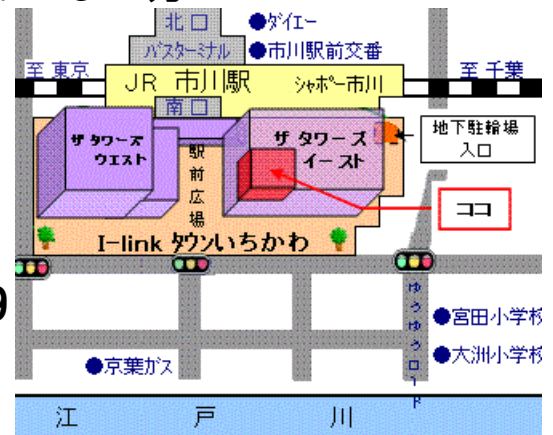 北口
●ダイエー
バスターミナル
●市川駅前交番
至 東京
JR 市川駅
シャポー市川
至 千葉
南口
ザ タワーズ
ウエスト
駅前広場
ザ タワーズ
イースト
地下駐輪場
入口
ココ
I-link タウンいちかわ
9
ゆうゆうロード
●宮田小学校
●大洲小学校
●京葉ガス
江戸川